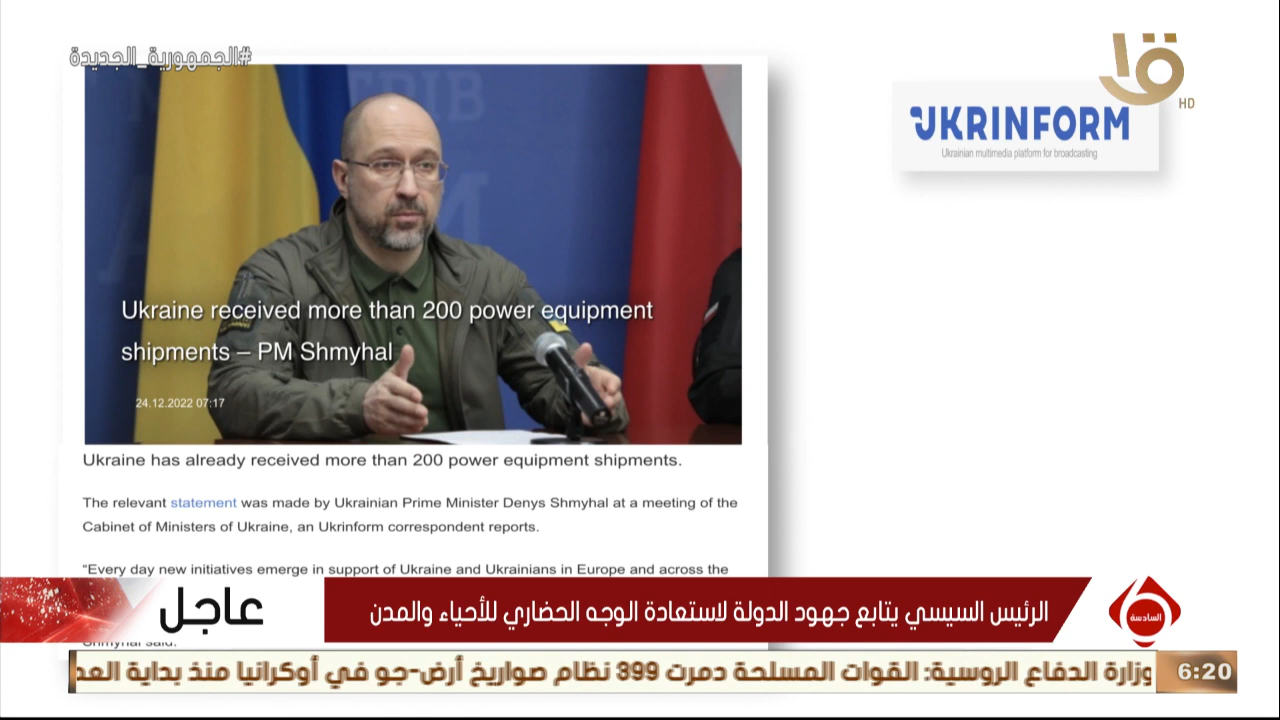 #الجمهورية_الجديدة
HD
UKRINFORM
Ukrainian multimedia platform for broadcasting
Ukraine received more than 200 power equipment
shipments – PM Shmyhal
24.12.2022 07:17
Ukraine has already received more than 200 power equipment shipments.
The relevant statement was made by Ukrainian Prime Minister Denys Shmyhal at a meeting of the
Cabinet of Ministers of Ukraine, an Ukrinform correspondent reports.
“Every day new initiatives emerge in support of Ukraine and Ukrainians in Europe and across the
عاجل
الرئيس السيسي يتابع جهود الدولة لاستعادة الوجه الحضاري للأحياء والمدن
السادسة
Shmyhal said.
وزارة الدفاع الروسية: القوات المسلحة دمرت 399 نظام صواريخ أرض-جو في أوكرانيا منذ بداية
6:20